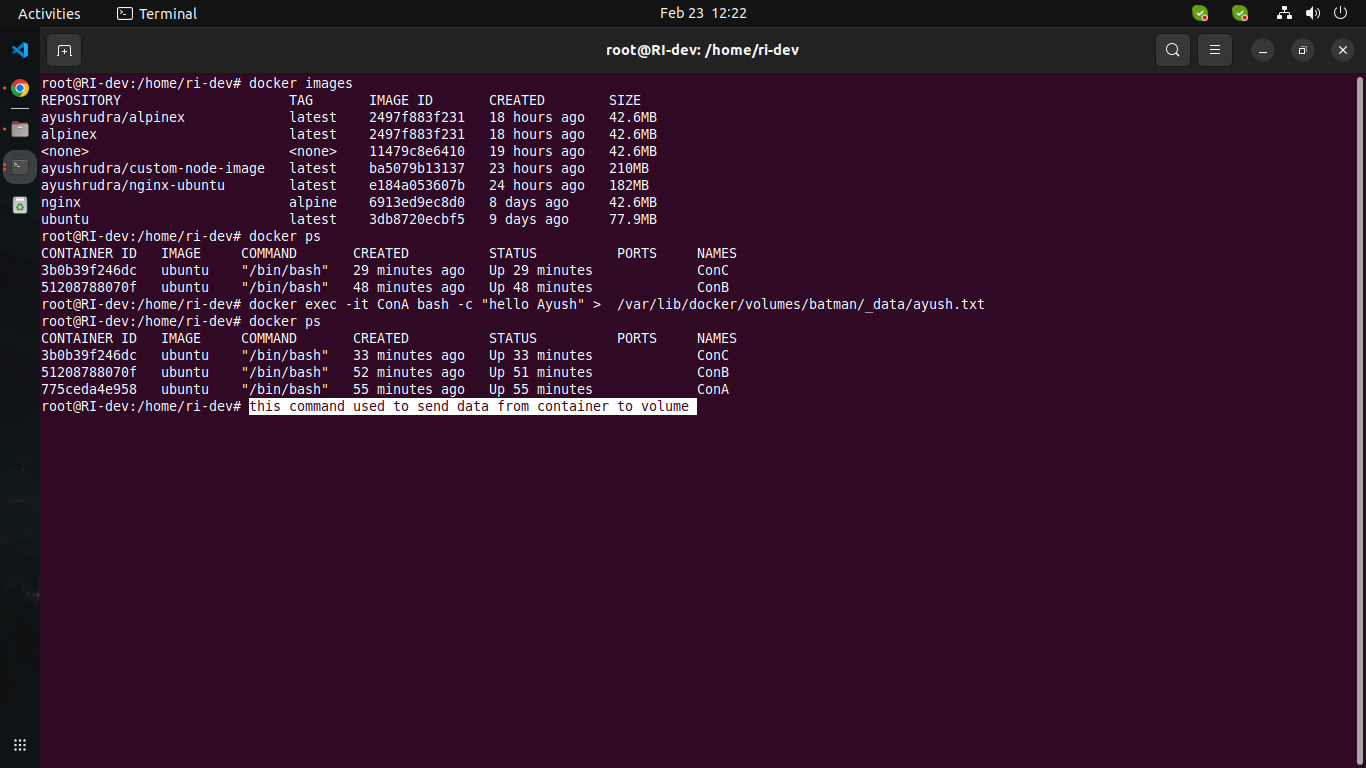 Activities Terminal Feb 23 12:22
root@RI-dev: /home/ri-dev
root@RI-dev:/home/ri-dev# docker images
REPOSITORY TAG IMAGE ID CREATED SIZE
ayushrudra/alpinex latest 2497f883f231 18 hours ago 42.6MB
alpinex latest 2497f883f231 18 hours ago 42.6MB
<none> <none> 11479c8e6410 19 hours ago 42.6MB
ayushrudra/custom-node-image latest ba5079b13137 23 hours ago 210MB
ayushrudra/nginx-ubuntu latest e184a053607b 24 hours ago 182MB
nginx alpine 6913ed9ec8d0 8 days ago 42.6MB
ubuntu latest 3db8720ecbf5 9 days ago 77.9MB
root@RI-dev:/home/ri-dev# docker ps
CONTAINER ID IMAGE COMMAND CREATED STATUS PORTS NAMES
3b0b39f246dc ubuntu "/bin/bash" 29 minutes ago Up 29 minutes ConC
51208788070f ubuntu "/bin/bash" 48 minutes ago Up 48 minutes ConB
root@RI-dev:/home/ri-dev# docker exec -it ConA bash -c "hello Ayush" >  /var/lib/docker/volumes/batman/_data/ayush.txt
root@RI-dev:/home/ri-dev# docker ps
CONTAINER ID IMAGE COMMAND CREATED STATUS PORTS NAMES
3b0b39f246dc ubuntu "/bin/bash" 33 minutes ago Up 33 minutes ConC
51208788070f ubuntu "/bin/bash" 52 minutes ago Up 51 minutes ConB
775ceda4e958 ubuntu "/bin/bash" 55 minutes ago Up 55 minutes ConA
root@RI-dev:/home/ri-dev# this command used to send data from container to volume